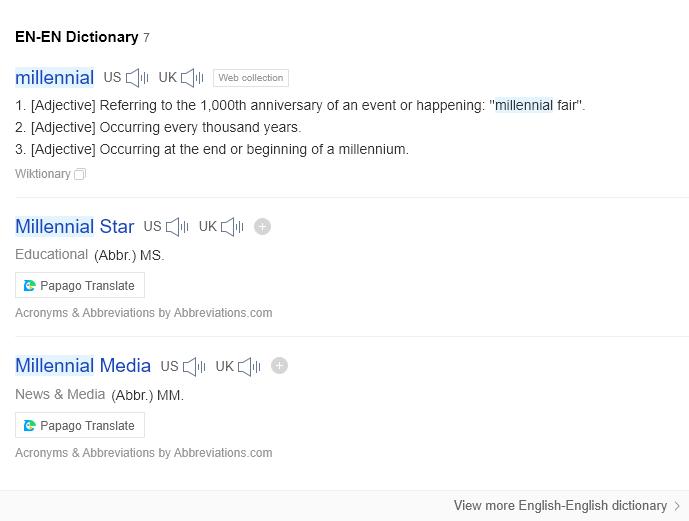 EN-EN Dictionary 7
millennial US UK Web collection
1. [Adjective] Referring to the 1,000th anniversary of an event or happening: "millennial fair".
2. [Adjective] Occurring every thousand years.
3. [Adjective] Occurring at the end or beginning of a millennium.
Wiktionary
Millennial Star US UK
Educational (Abbr.) MS.
Papago Translate
Acronyms & Abbreviations by Abbreviations.com
Millennial Media US UK
News & Media (Abbr.) MM.
Papago Translate
Acronyms & Abbreviations by Abbreviations.com
View more English-English dictionary